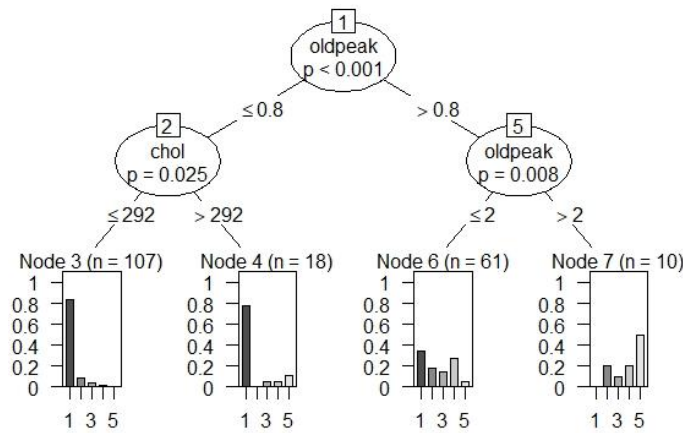 1
oldpeak
p < 0.001
≤ 0.8
> 0.8
2
chol
p = 0.025
5
oldpeak
p = 0.008
≤ 292
> 292
≤ 2
> 2
Node 3 (n = 107)
1
0.8
0.6
0.4
0.2
0
1 3 5
Node 4 (n = 18)
1
0.8
0.6
0.4
0.2
0
1 3 5
Node 6 (n = 61)
1
0.8
0.6
0.4
0.2
0
1 3 5
Node 7 (n = 10)
1
0.8
0.6
0.4
0.2
0
1 3 5